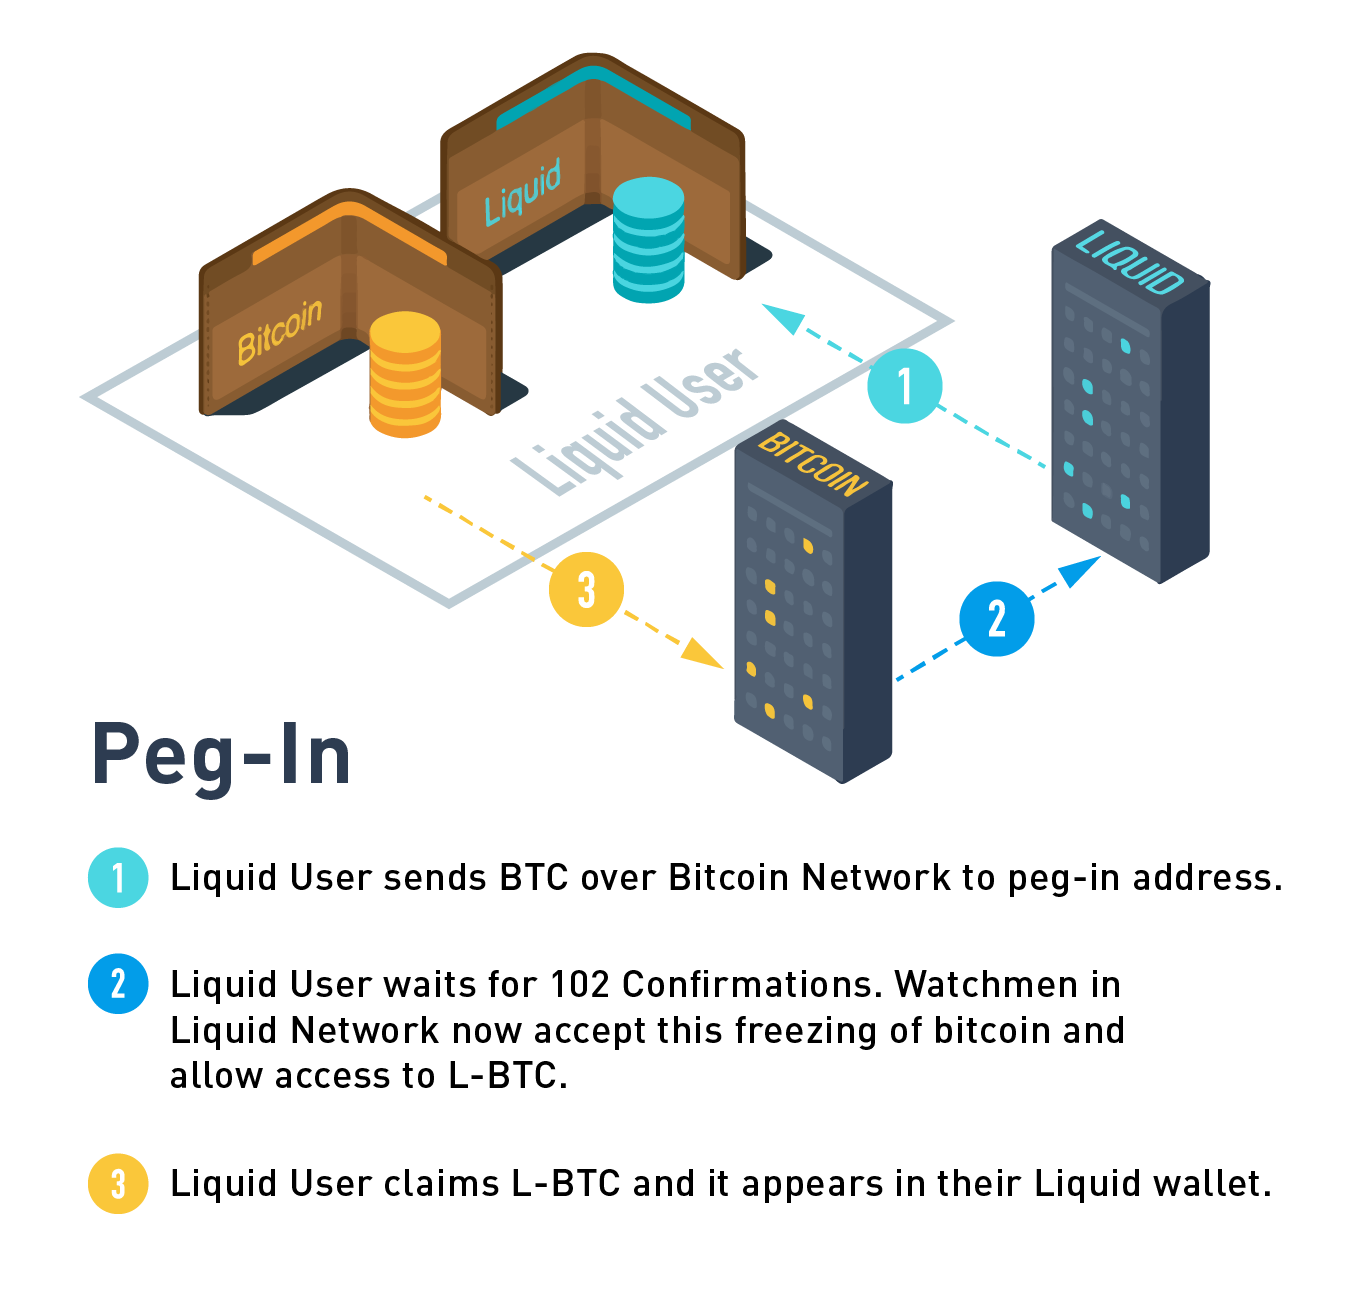 Liquid
Bitcoin
LIQUID
1
Liquid User
BITCOIN
3
2
Peg-In
1 Liquid User sends BTC over Bitcoin Network to peg-in address.
2 Liquid User waits for 102 Confirmations. Watchmen in
Liquid Network now accept this freezing of bitcoin and
allow access to L-BTC.
3 Liquid User claims L-BTC and it appears in their Liquid wallet.